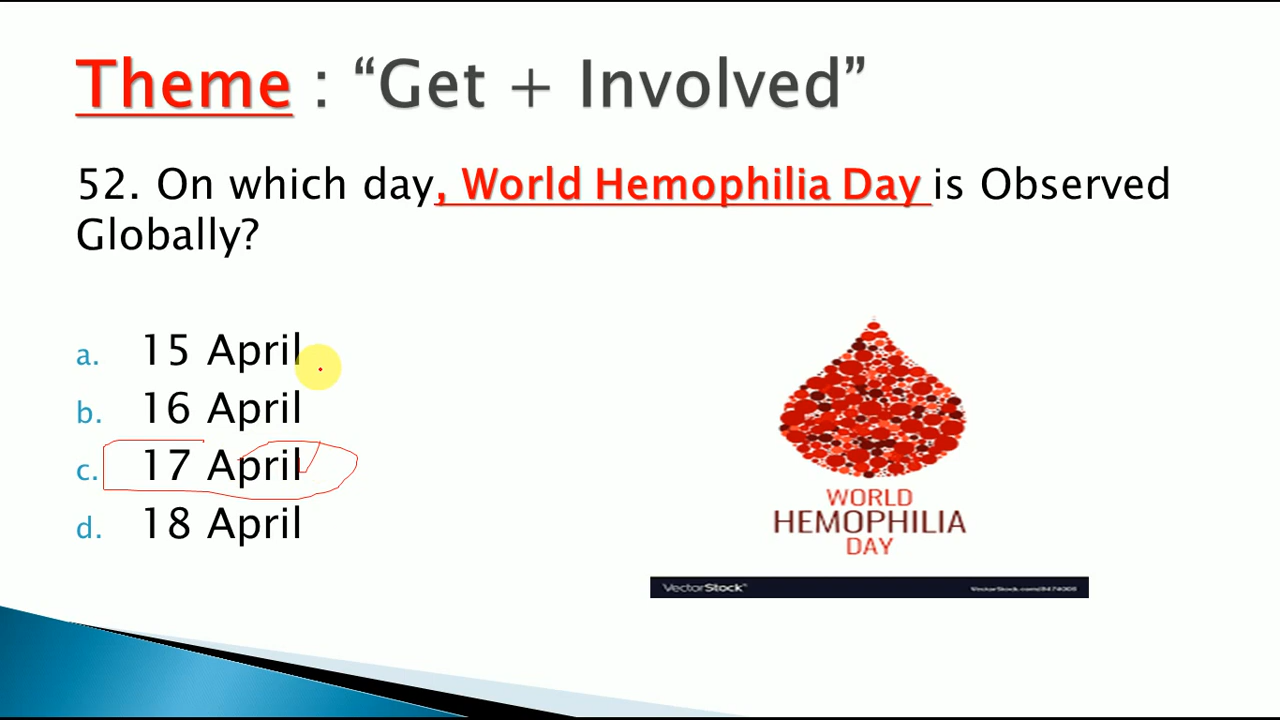 Theme : “Get + Involved”
52. On which day, World Hemophilia Day is Observed
Globally?
a. 15 April
b. 16 April
c. 17 April
d. 18 April
WORLD
HEMOPHILIA
DAY
VectorStock